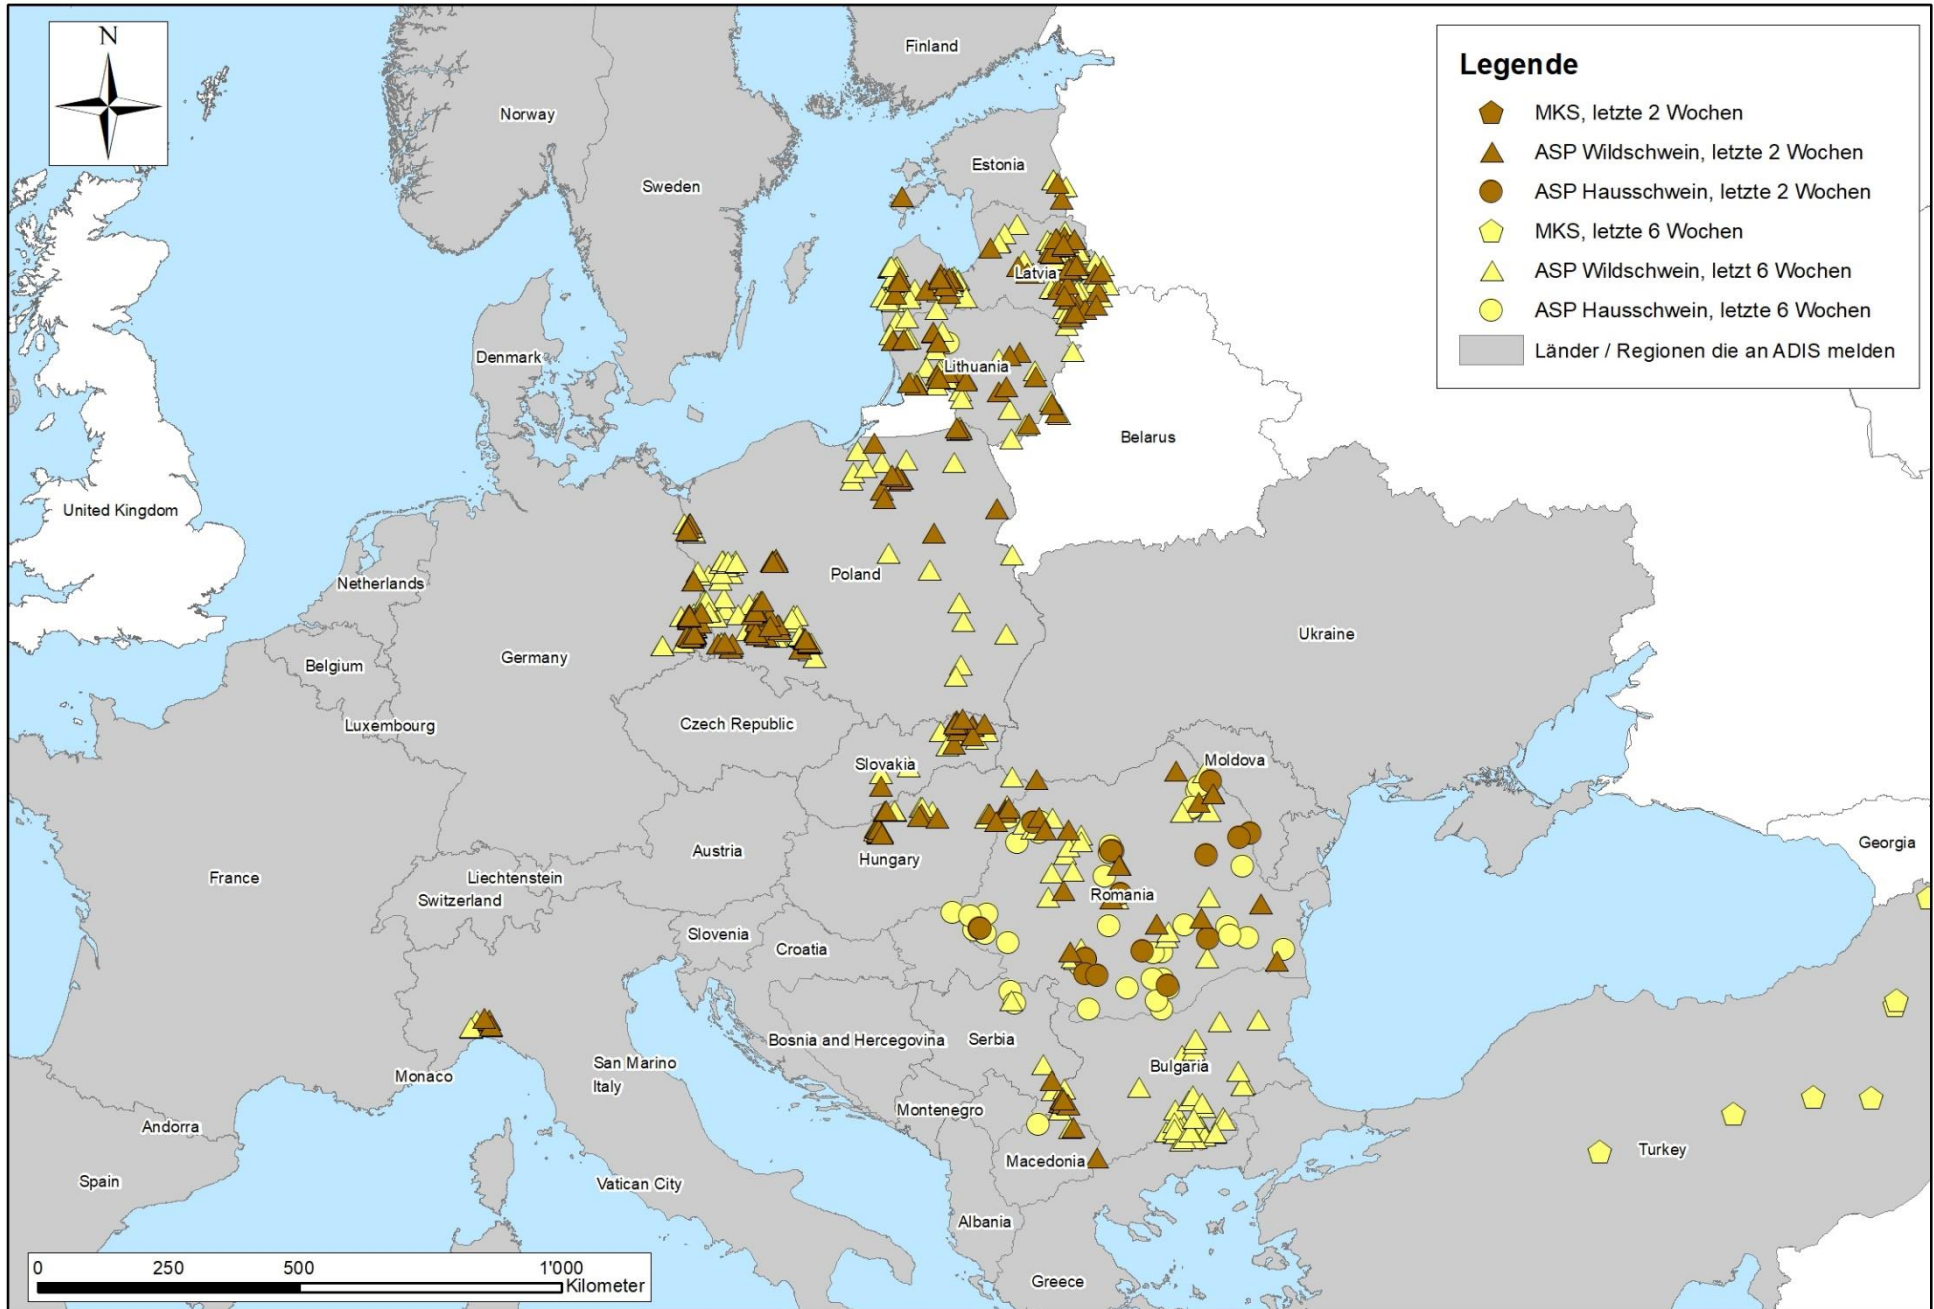 N
Finland
Norway
Sweden
Estonia
Latvia
Lithuania
Denmark
Belarus
United Kingdom
Netherlands
Poland
Belgium
Germany
Ukraine
Luxembourg
Czech Republic
Slovakia
Moldova
Austria
Hungary
Georgia
France
Liechtenstein
Switzerland
Romania
Slovenia
Croatia
Bosnia and Hercegovina
Serbia
Bulgaria
San Marino
Italy
Monaco
Montenegro
Andorra
Macedonia
Turkey
Spain
Vatican City
Albania
Greece
Legende
MKS, letzte 2 Wochen
ASP Wildschwein, letzte 2 Wochen
ASP Hausschwein, letzte 2 Wochen
MKS, letzte 6 Wochen
ASP Wildschwein, letzt 6 Wochen
ASP Hausschwein, letzte 6 Wochen
Länder / Regionen die an ADIS melden
0 250 500 1'000
Kilometer